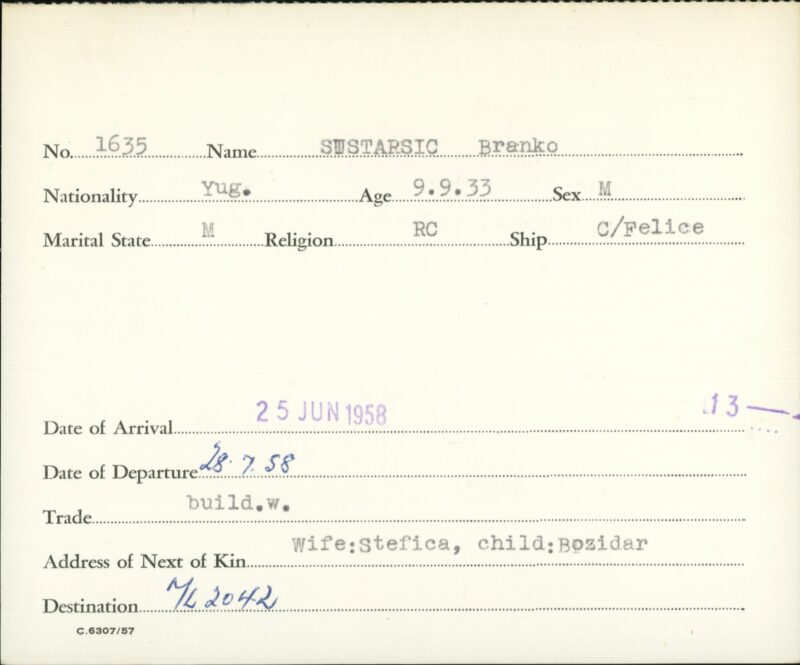 No. 1635 Name SUSTARSIC Branko
Nationality Yug. Age 9.9.33 Sex M
Marital State M Religion RC Ship C/Felice
13 —
Date of Arrival 25 JUN 1958
Date of Departure 28.7.58
Trade build.w.
Address of Next of Kin Wife:Stefica, child:Bozidar
Destination M/L 2042
C.6307/57